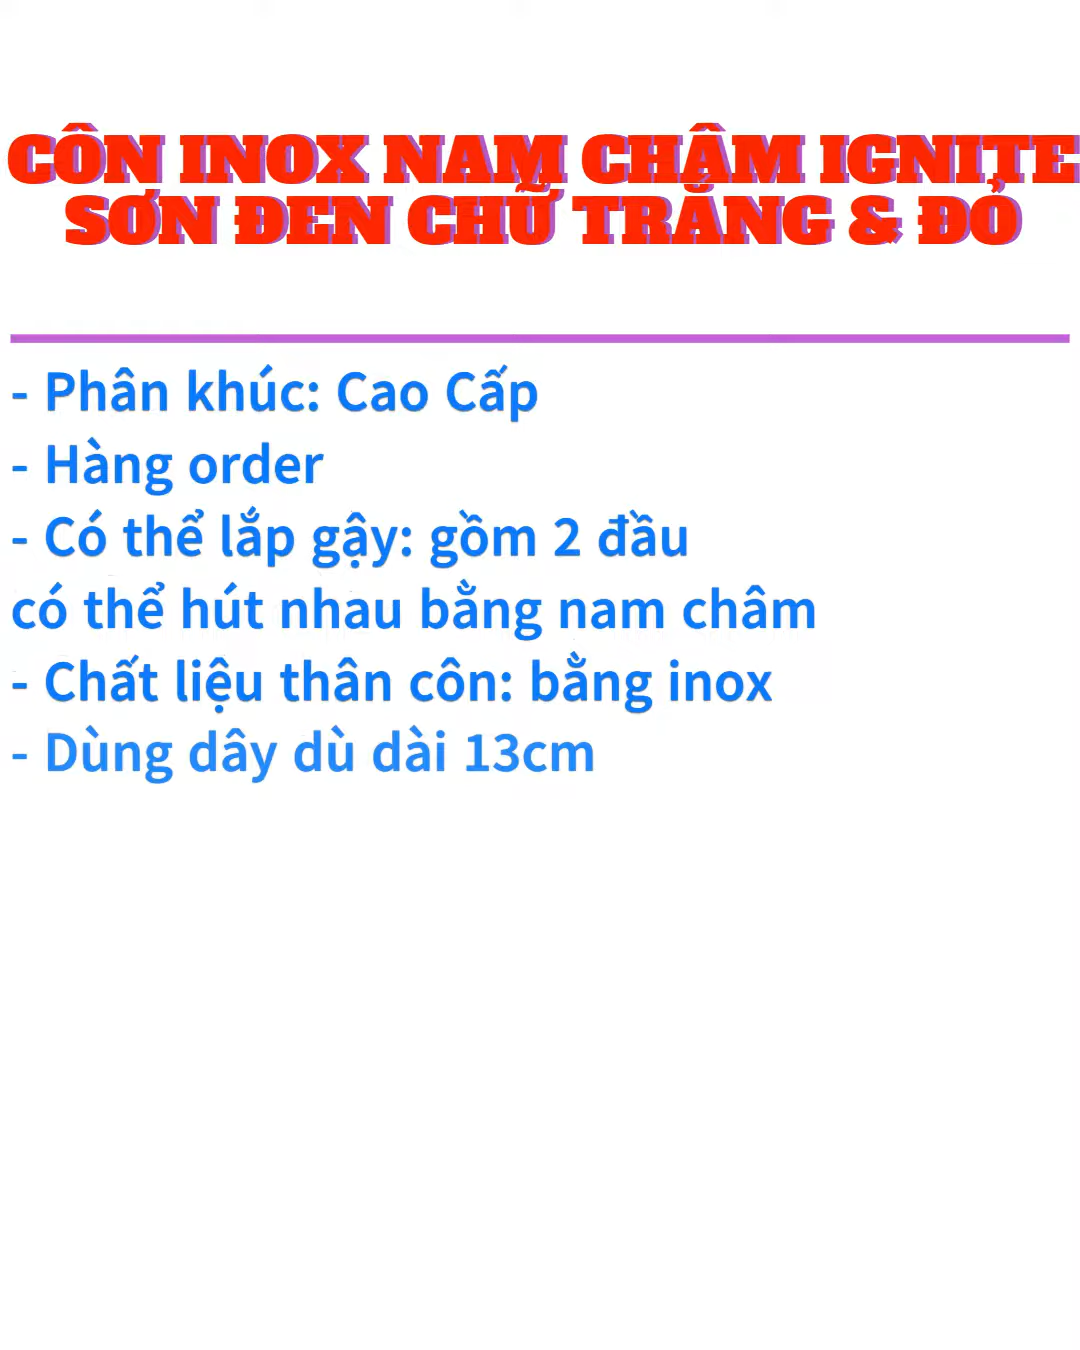 CÔN INOX NAM CHÂM IGNITE
SƠN ĐEN CHỮ TRẮNG & ĐỎ
- Phân khúc: Cao Cấp
- Hàng order
- Có thể lắp gậy: gồm 2 đầu
có thể hút nhau bằng nam châm
- Chất liệu thân côn: bằng inox
- Dùng dây dù dài 13cm